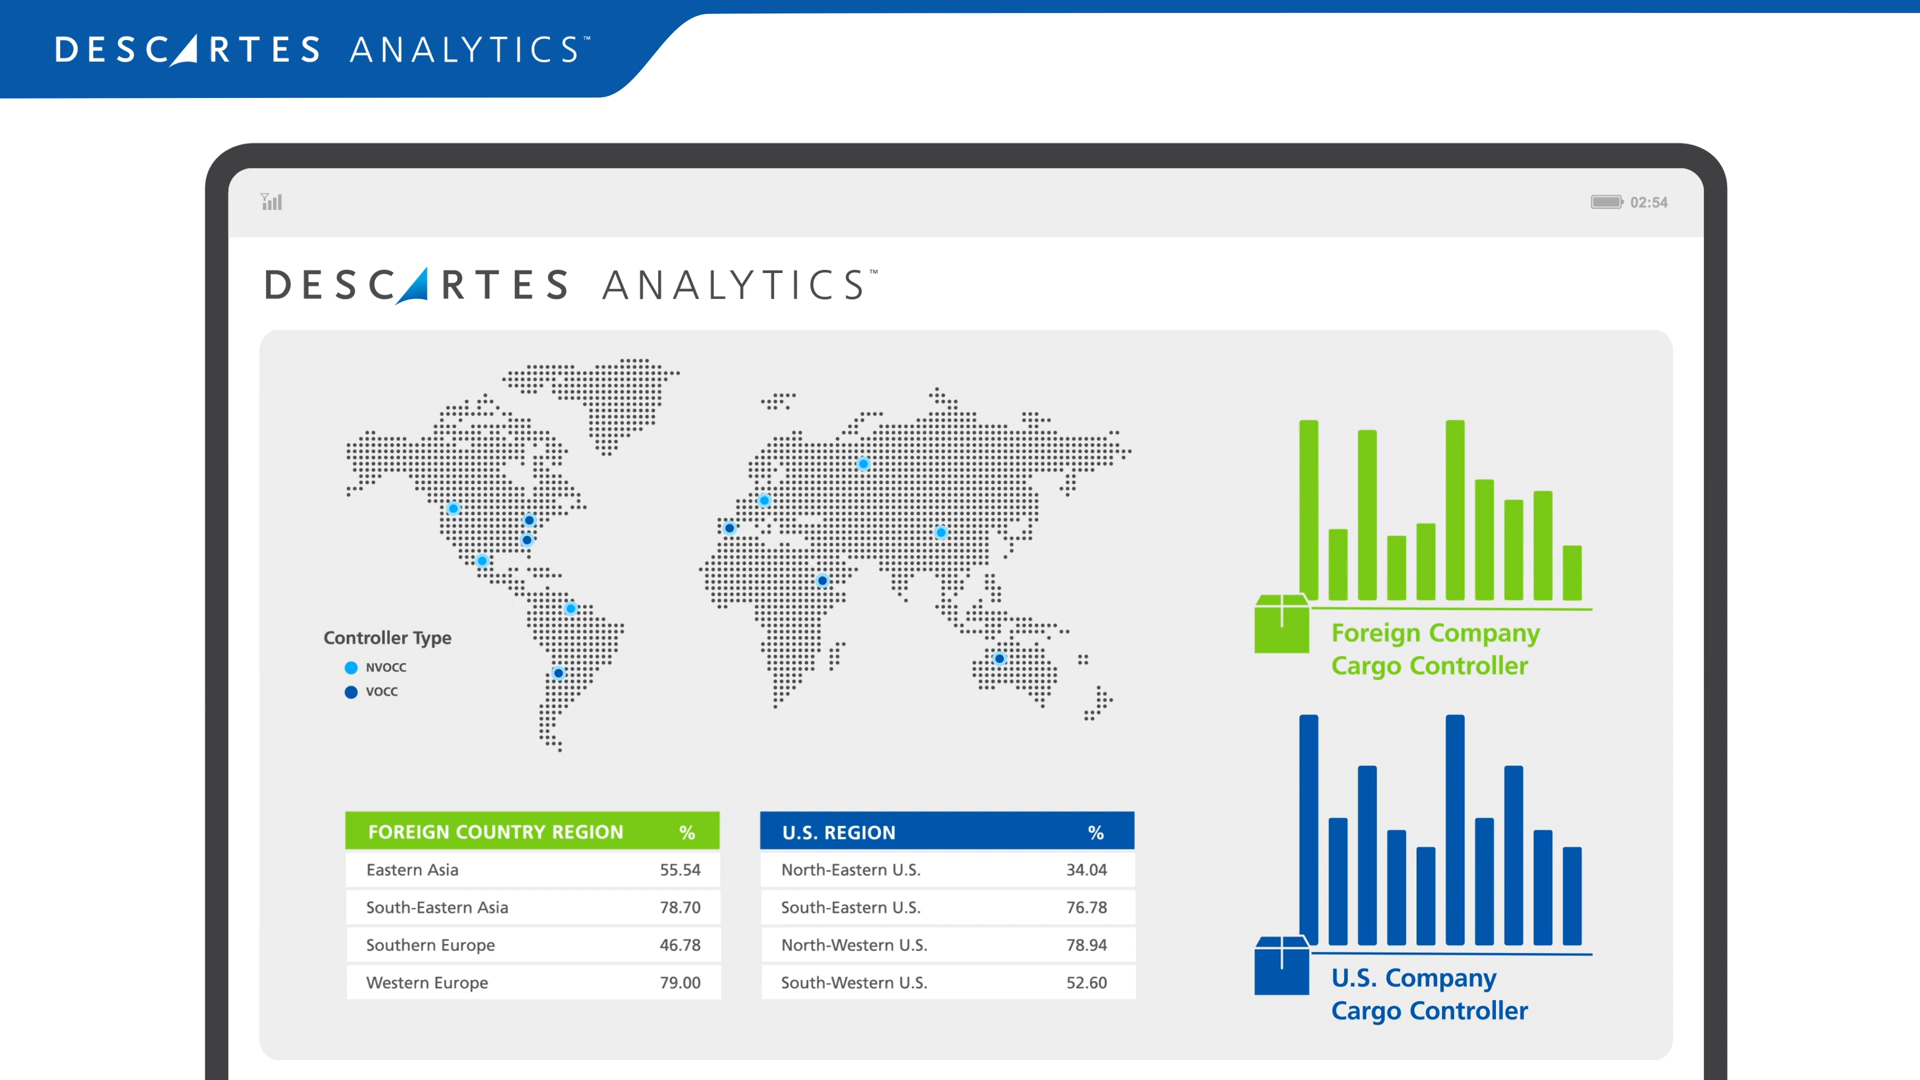 DESCARTES ANALYTICS™
02:54
DESCARTES ANALYTICS™
Controller Type
NVOCC
VOCC
Foreign Company
Cargo Controller
U.S. Company
Cargo Controller
FOREIGN COUNTRY REGION %
Eastern Asia 55.54
South-Eastern Asia 78.70
Southern Europe 46.78
Western Europe 79.00
U.S. REGION %
North-Eastern U.S. 34.04
South-Eastern U.S. 76.78
North-Western U.S. 78.94
South-Western U.S. 52.60